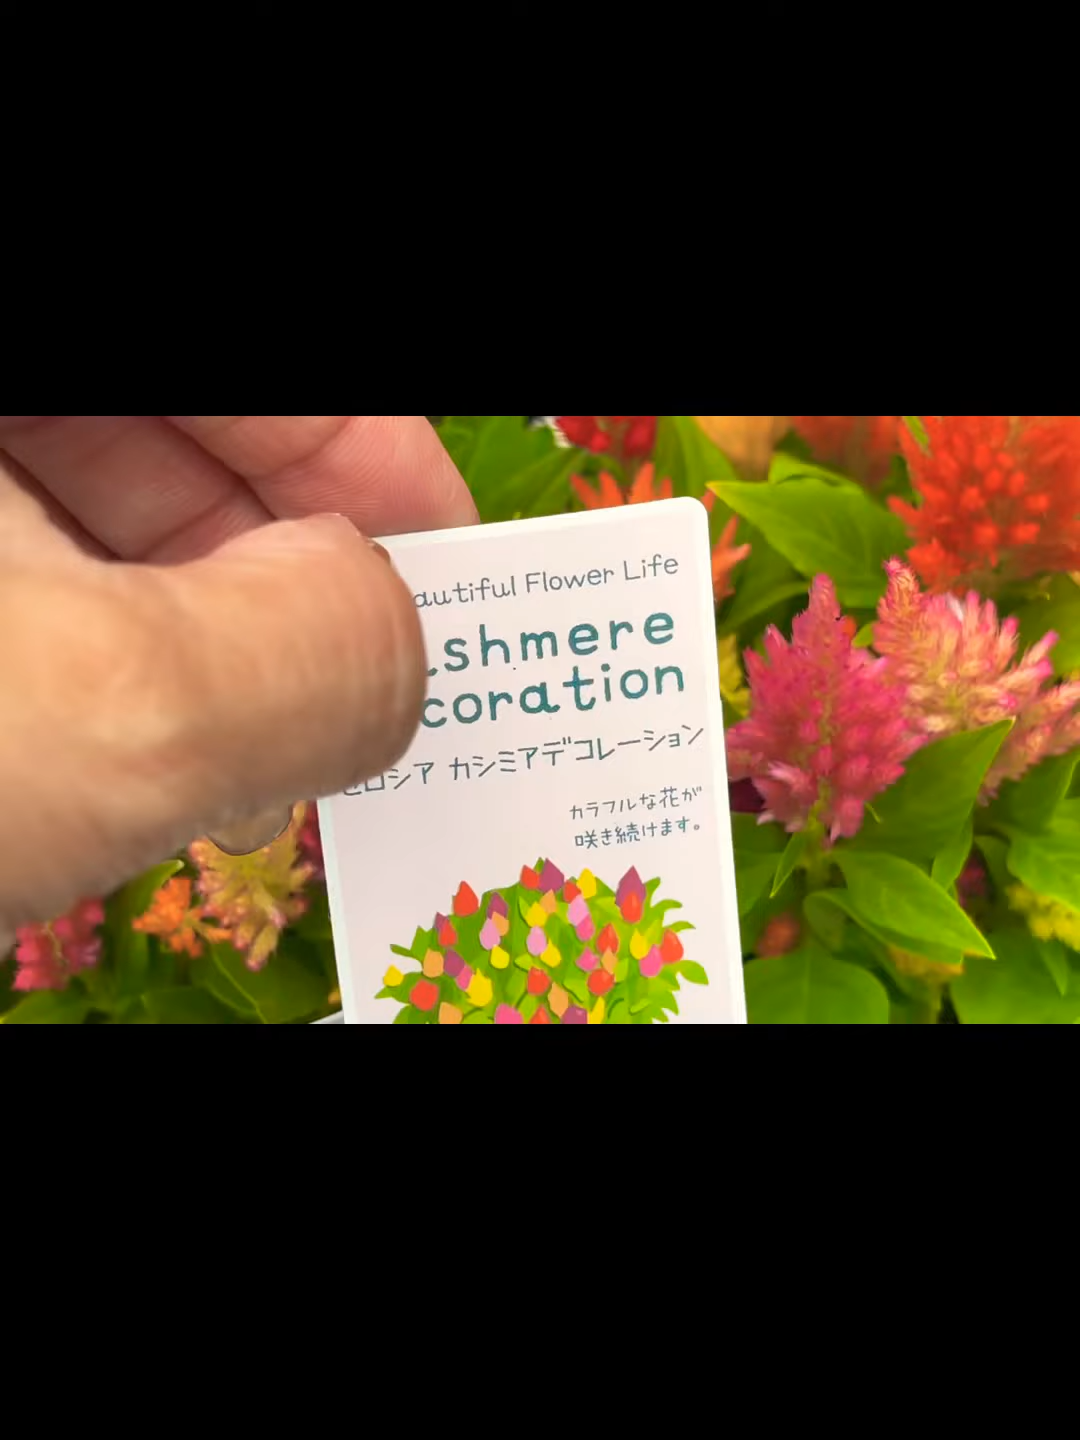 autiful Flower Life
shmere
coration
セロシア カシミアデコレーション
カラフルな花が
咲き続けます。